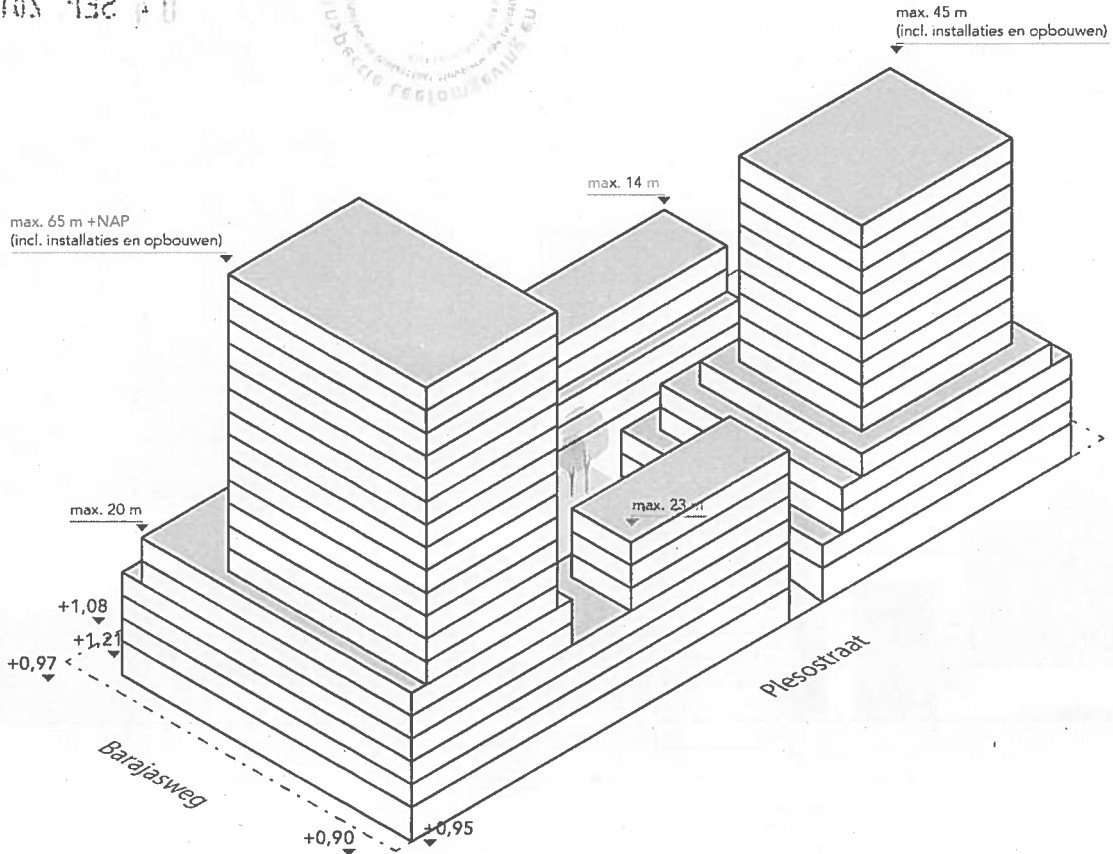 max. 45 m
(incl. installaties en opbouwen)
max. 14 m
max. 65 m +NAP
(incl. installaties en opbouwen)
max. 20 m
max. 23 m
+1,08
+1,21
+0,97
Plesostraat
Barajasweg
+0,90
+0,95